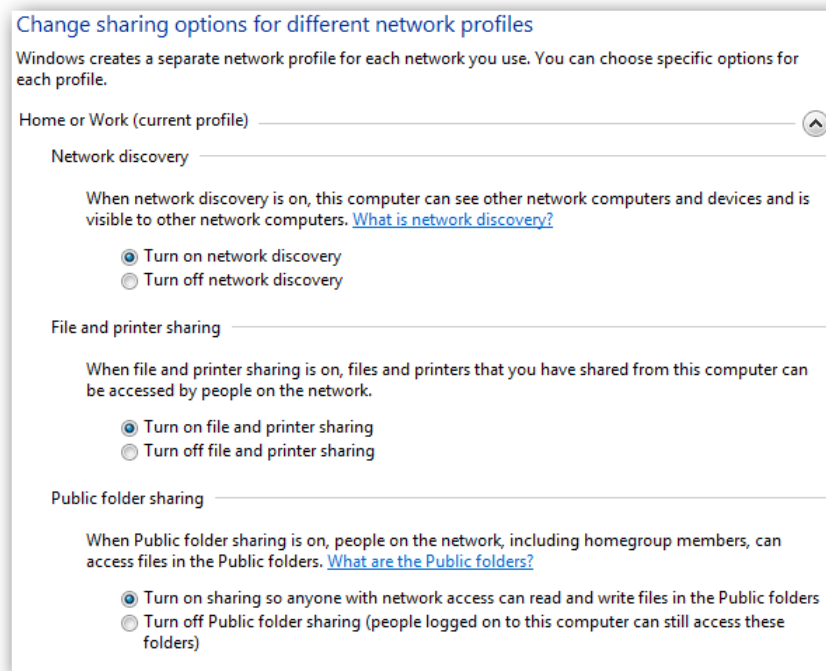 Change sharing options for different network profiles
Windows creates a separate network profile for each network you use. You can choose specific options for
each profile.
Home or Work (current profile)
Network discovery
When network discovery is on, this computer can see other network computers and devices and is
visible to other network computers. What is network discovery?
Turn on network discovery
Turn off network discovery
File and printer sharing
When file and printer sharing is on, files and printers that you have shared from this computer can
be accessed by people on the network.
Turn on file and printer sharing
Turn off file and printer sharing
Public folder sharing
When Public folder sharing is on, people on the network, including homegroup members, can
access files in the Public folders. What are the Public folders?
Turn on sharing so anyone with network access can read and write files in the Public folders
Turn off Public folder sharing (people logged on to this computer can still access these
folders)